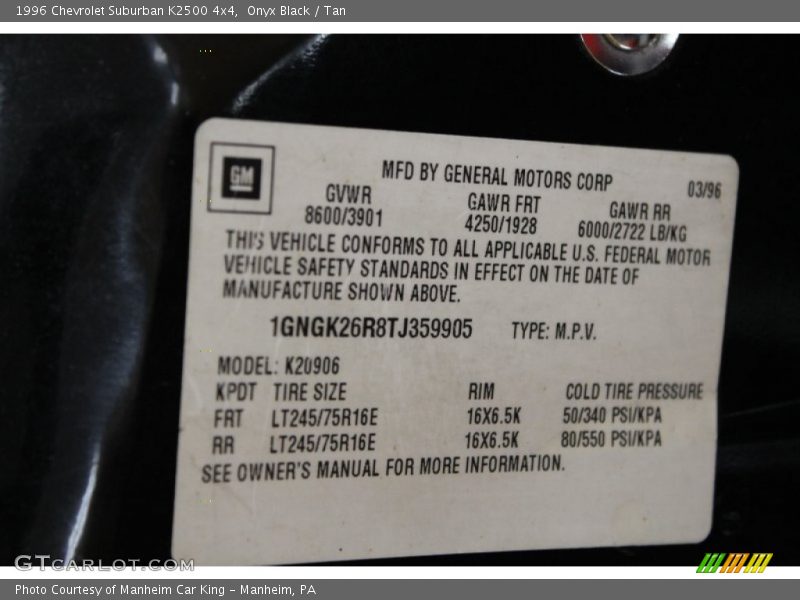 1996 Chevrolet Suburban K2500 4x4, Onyx Black / Tan
GM
MFD BY GENERAL MOTORS CORP
03/96
GVWR GAWR FRT GAWR RR
8600/3901 4250/1928 6000/2722 LB/KG
THIS VEHICLE CONFORMS TO ALL APPLICABLE U.S. FEDERAL MOTOR
VEHICLE SAFETY STANDARDS IN EFFECT ON THE DATE OF
MANUFACTURE SHOWN ABOVE.
1GNGK26R8TJ359905 TYPE: M.P.V.
MODEL: K20906
KPDT TIRE SIZE RIM COLD TIRE PRESSURE
FRT LT245/75R16E 16X6.5K 50/340 PSI/KPA
RR LT245/75R16E 16X6.5K 80/550 PSI/KPA
SEE OWNER'S MANUAL FOR MORE INFORMATION.
GTcarlot.com
Photo Courtesy of Manheim Car King - Manheim, PA